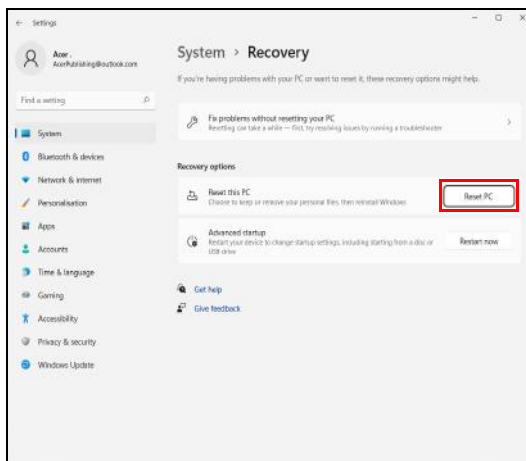 Settings
Acer .
AcerPublishing@outlook.com
Find a setting
System
Bluetooth & devices
Network & internet
Personalisation
Apps
Accounts
Time & language
Gaming
Accessibility
Privacy & security
Windows Update
System > Recovery
If you're having problems with your PC or want to reset it, these recovery options might help.
Fix problems without resetting your PC
Resetting can take a while — first, try resolving issues by running a troubleshooter
Recovery options
Reset this PC
Choose to keep or remove your personal files, then reinstall Windows
Reset PC
Advanced startup
Restart your device to change startup settings, including starting from a disc or
USB drive
Restart now
Get help
Give feedback